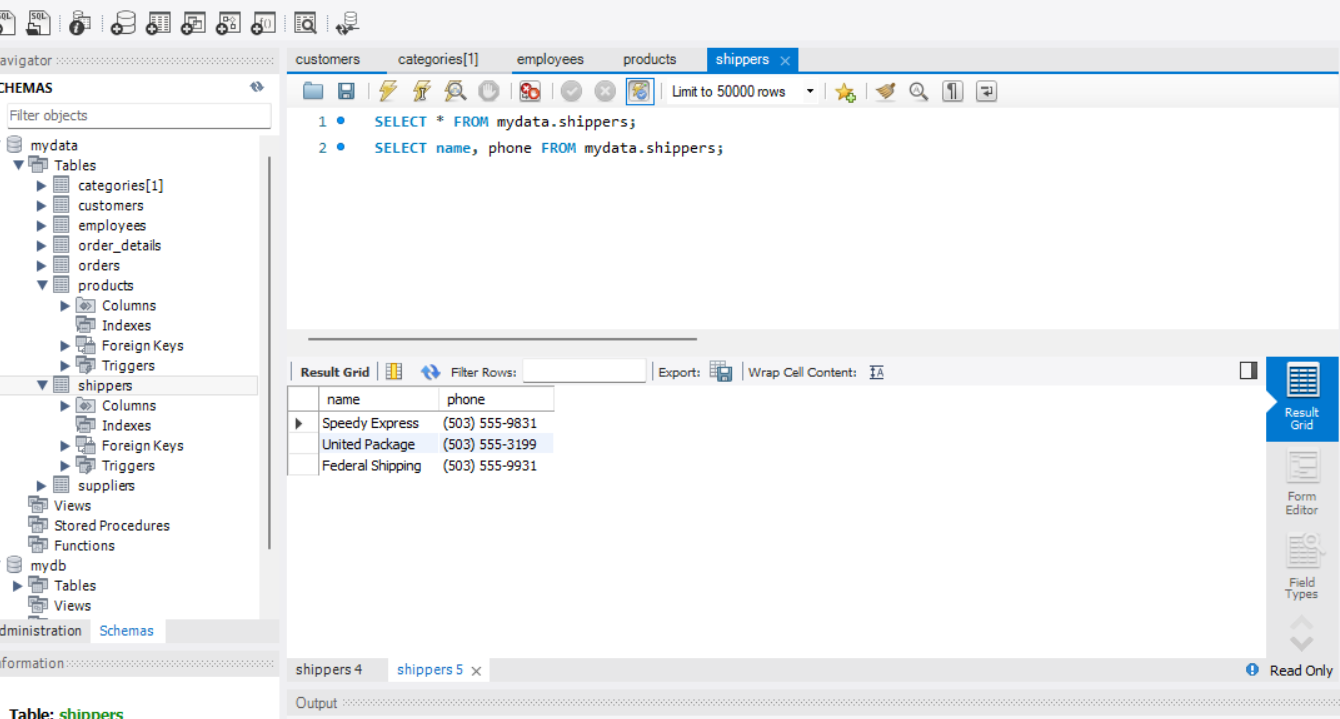 SQL
SQL
avigator
CHEMAS
Filter objects
mydata
Tables
categories[1]
customers
employees
order_details
orders
products
Columns
Indexes
Foreign Keys
Triggers
shippers
Columns
Indexes
Foreign Keys
Triggers
suppliers
Views
Stored Procedures
Functions
mydb
Tables
Views
dministration Schemas
nformation
Table: shippers
customers categories[1] employees products shippers
Limit to 50000 rows
1 SELECT * FROM mydata.shippers;
2 SELECT name, phone FROM mydata.shippers;
Result Grid Filter Rows: Export: Wrap Cell Content: IA
name phone
Speedy Express (503) 555-9831
United Package (503) 555-3199
Federal Shipping (503) 555-9931
Result
Grid
Form
Editor
Field
Types
shippers 4 shippers 5 Read Only
Output